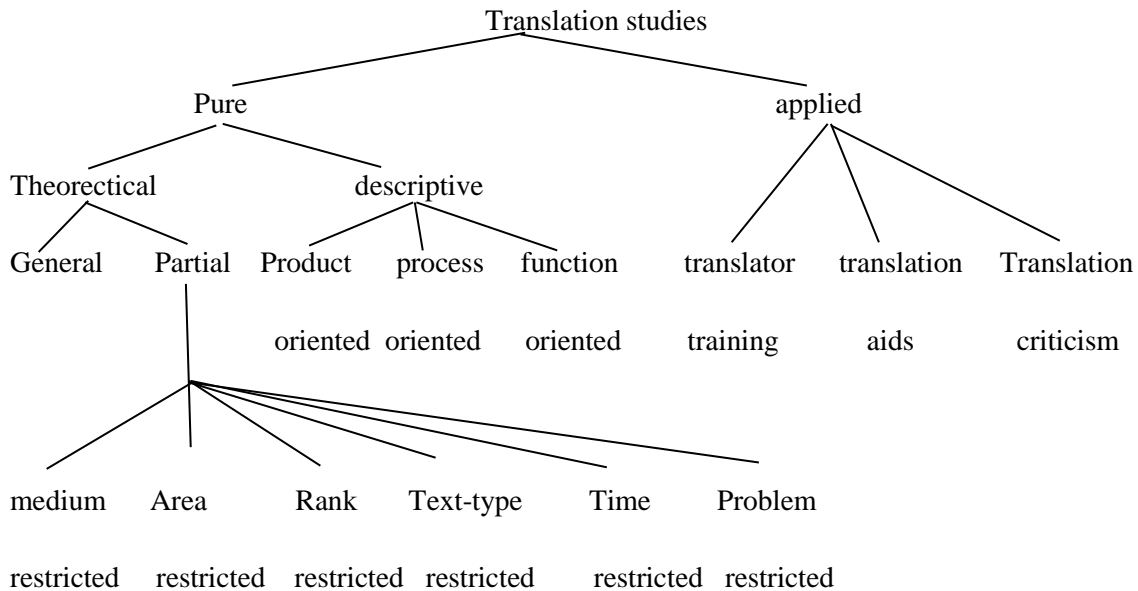 Translation studies
Pure applied
Theorectical descriptive
General Partial Product process function translator translation Translation
oriented oriented oriented training aids criticism
medium Area Rank Text-type Time Problem
restricted restricted restricted restricted restricted restricted